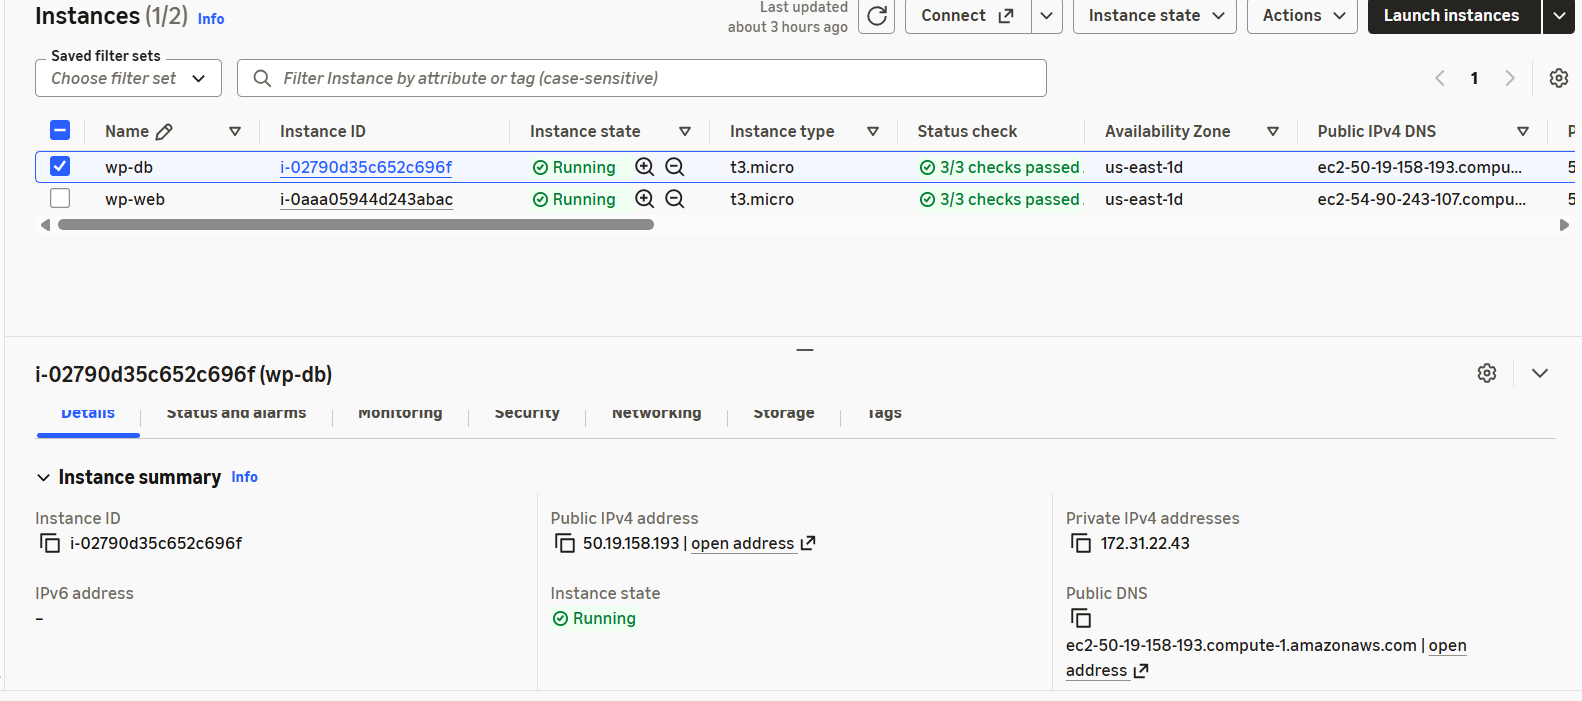 Instances (1/2) Info
Last updated
about 3 hours ago
Connect
Instance state
Actions
Launch instances
Saved filter sets
Choose filter set
Filter Instance by attribute or tag (case-sensitive)
1
Name Instance ID Instance state Instance type Status check Availability Zone Public IPv4 DNS
wp-db i-02790d35c652c696f Running t3.micro 3/3 checks passed us-east-1d ec2-50-19-158-193.compu... 5
wp-web i-0aaa05944d243abac Running t3.micro 3/3 checks passed us-east-1d ec2-54-90-243-107.compu... 5
i-02790d35c652c696f (wp-db)
Details Status and alarms Monitoring Security Networking Storage Tags
Instance summary Info
Instance ID
i-02790d35c652c696f
Public IPv4 address
50.19.158.193 | open address
Private IPv4 addresses
172.31.22.43
IPv6 address
–
Instance state
Running
Public DNS
ec2-50-19-158-193.compute-1.amazonaws.com | open
address